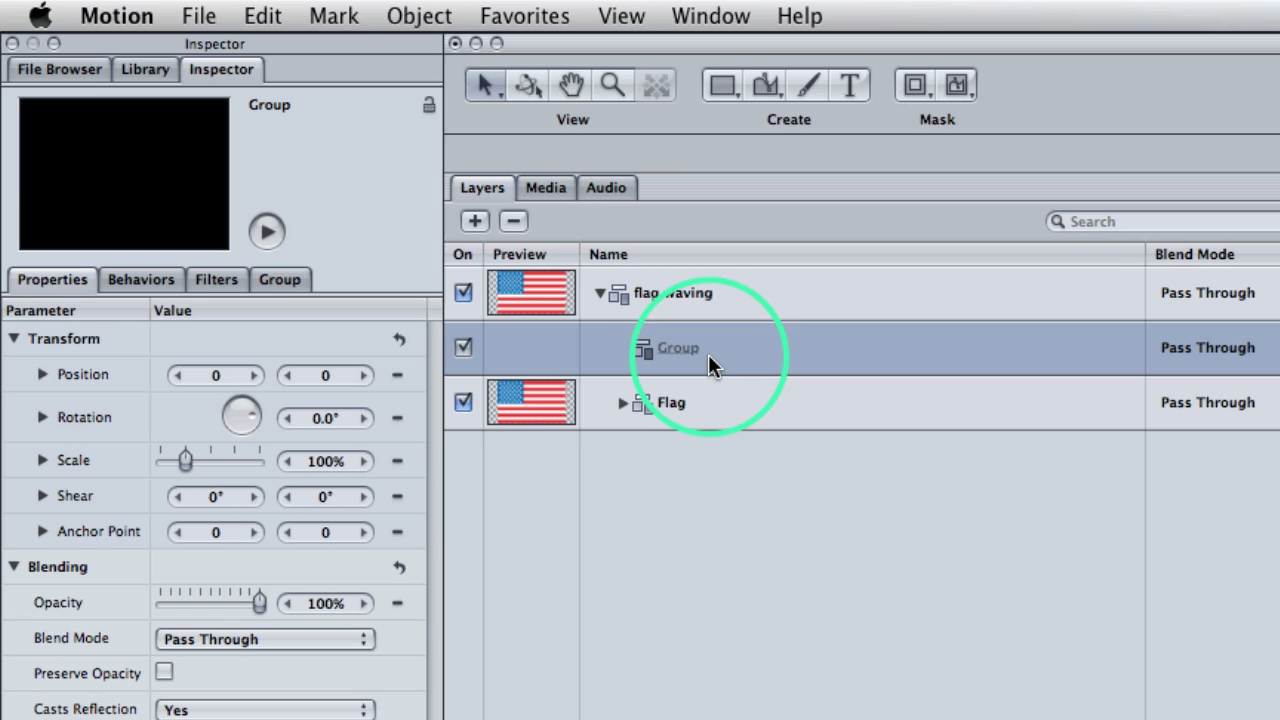 Motion File Edit Mark Object Favorites View Window Help
Inspector
File Browser Library Inspector
Group
View Create Mask
T
Layers Media Audio
+ − Search
On Preview Name Blend Mode
flag waving Pass Through
Group Pass Through
Flag Pass Through
Properties Behaviors Filters Group
Parameter Value
Transform
Position 0 0
Rotation 0.0°
Scale 100%
Shear 0° 0°
Anchor Point 0 0
Blending
Opacity 100%
Blend Mode Pass Through
Preserve Opacity
Casts Reflection Yes